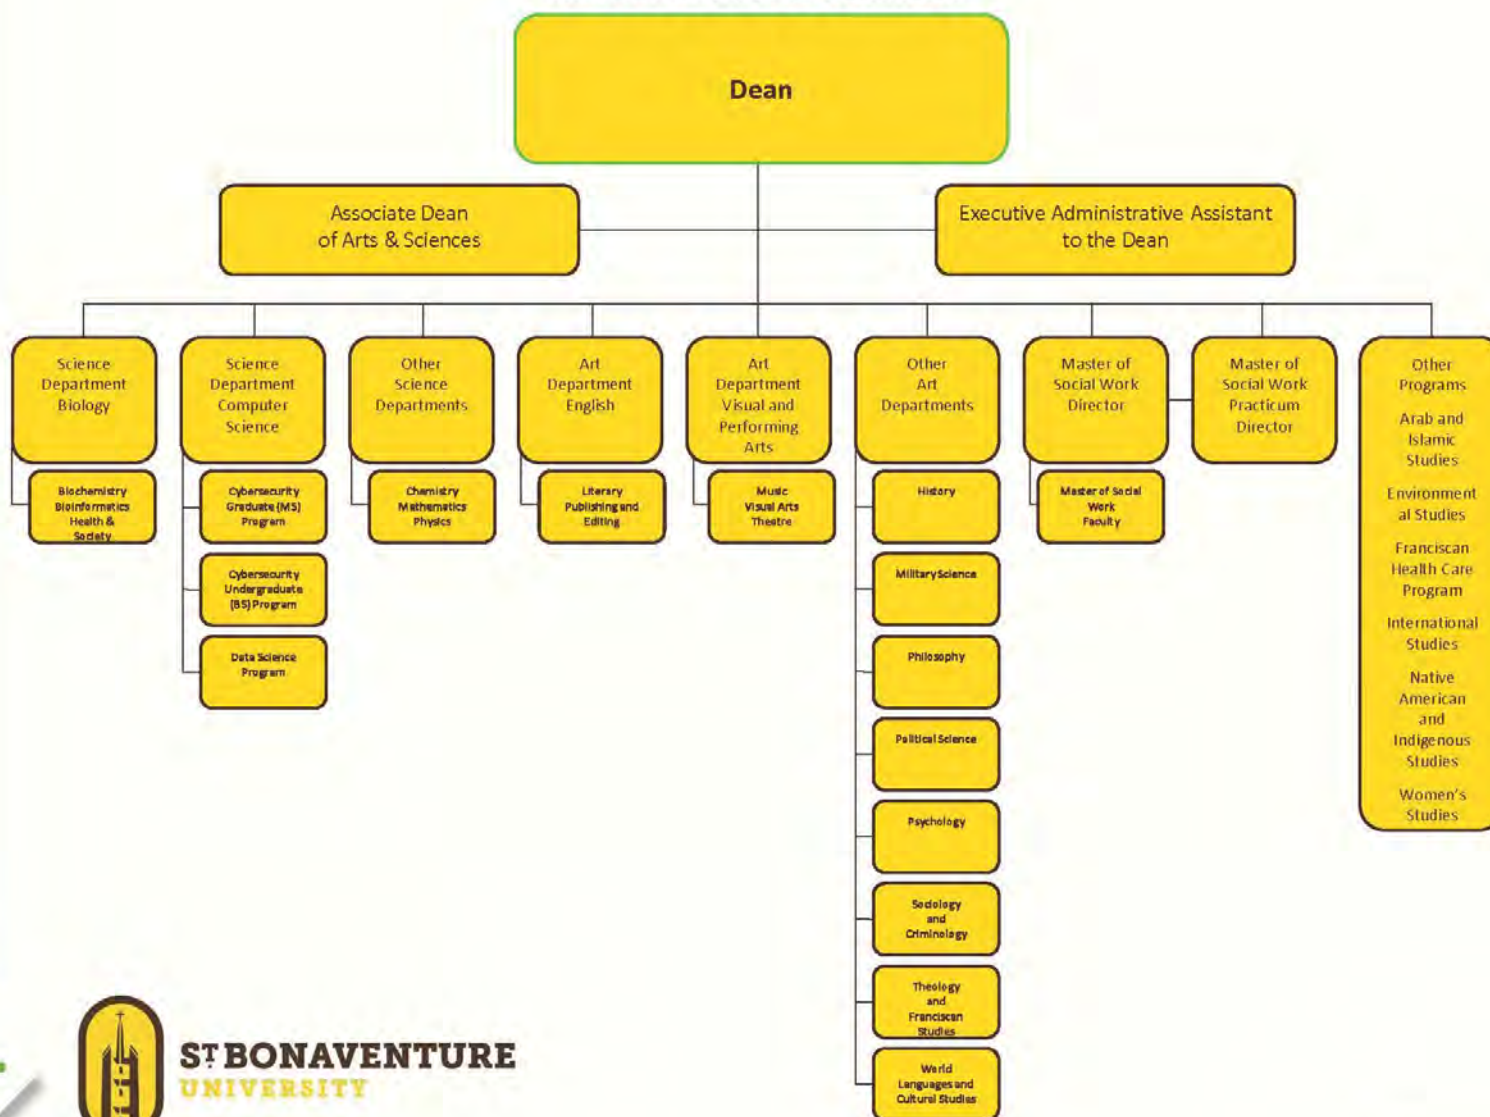 Dean
Associate Dean
of Arts & Sciences
Executive Administrative Assistant
to the Dean
Science
Department
Biology
Science
Department
Computer
Science
Other
Science
Departments
Art
Department
English
Art
Department
Visual and
Performing
Arts
Other
Art
Departments
Master of
Social Work
Director
Master of
Social Work
Practicum
Director
Other
Programs
Arab and
Islamic
Studies
Environment
al Studies
Franciscan
Health Care
Program
International
Studies
Native
American
and
Indigenous
Studies
Women's
Studies
Biochemistry
Bioinformatics
Health &
Society
Cybersecurity
Graduate (MS)
Program
Cybersecurity
Undergraduate
(BS) Program
Data Science
Program
Chemistry
Mathematics
Physics
Literary
Publishing and
Editing
Music
Visual Arts
Theatre
History
Military Science
Philosophy
Political Science
Psychology
Sociology
and
Criminology
Theology
and
Franciscan
Studies
World
Languages and
Cultural Studies
Master of Social
Work
Faculty
ST BONAVENTURE
UNIVERSITY